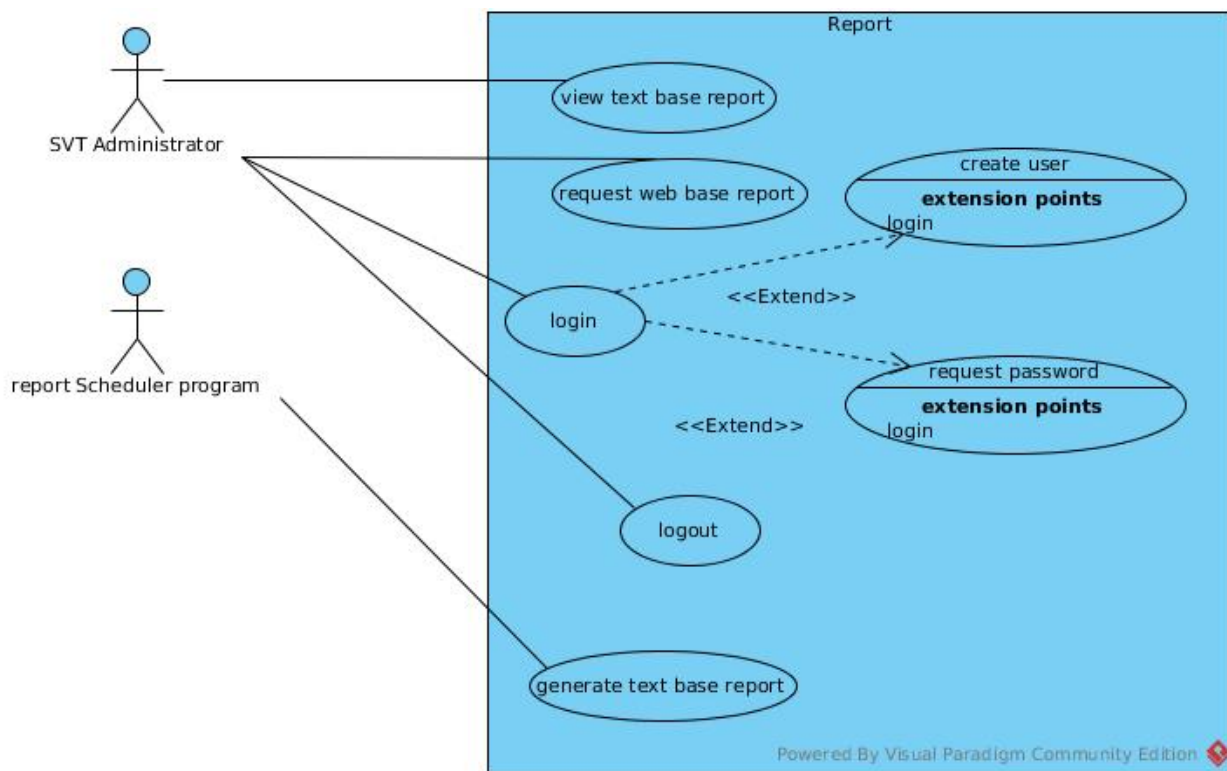 Report
view text base report
SVT Administrator
request web base report
create user
extension points
login
<<Extend>>
login
report Scheduler program
request password
extension points
login
<<Extend>>
logout
generate text base report
Powered By Visual Paradigm Community Edition